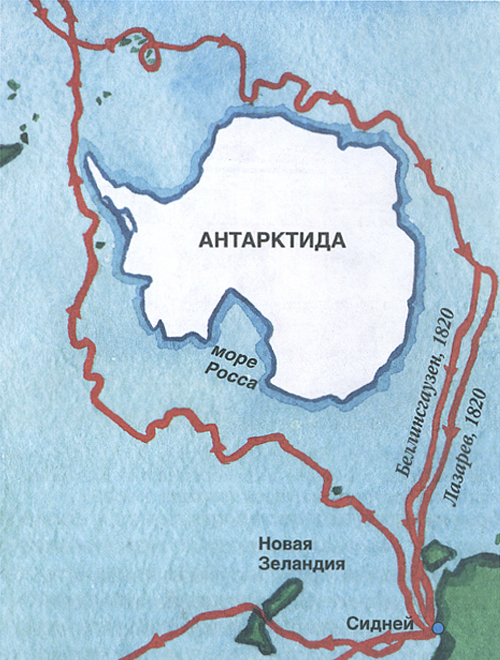 АНТАРКТИДА
море
Росса
Беллинсгаузен, 1820
Лазарев, 1820
Новая
Зеландия
Сидней